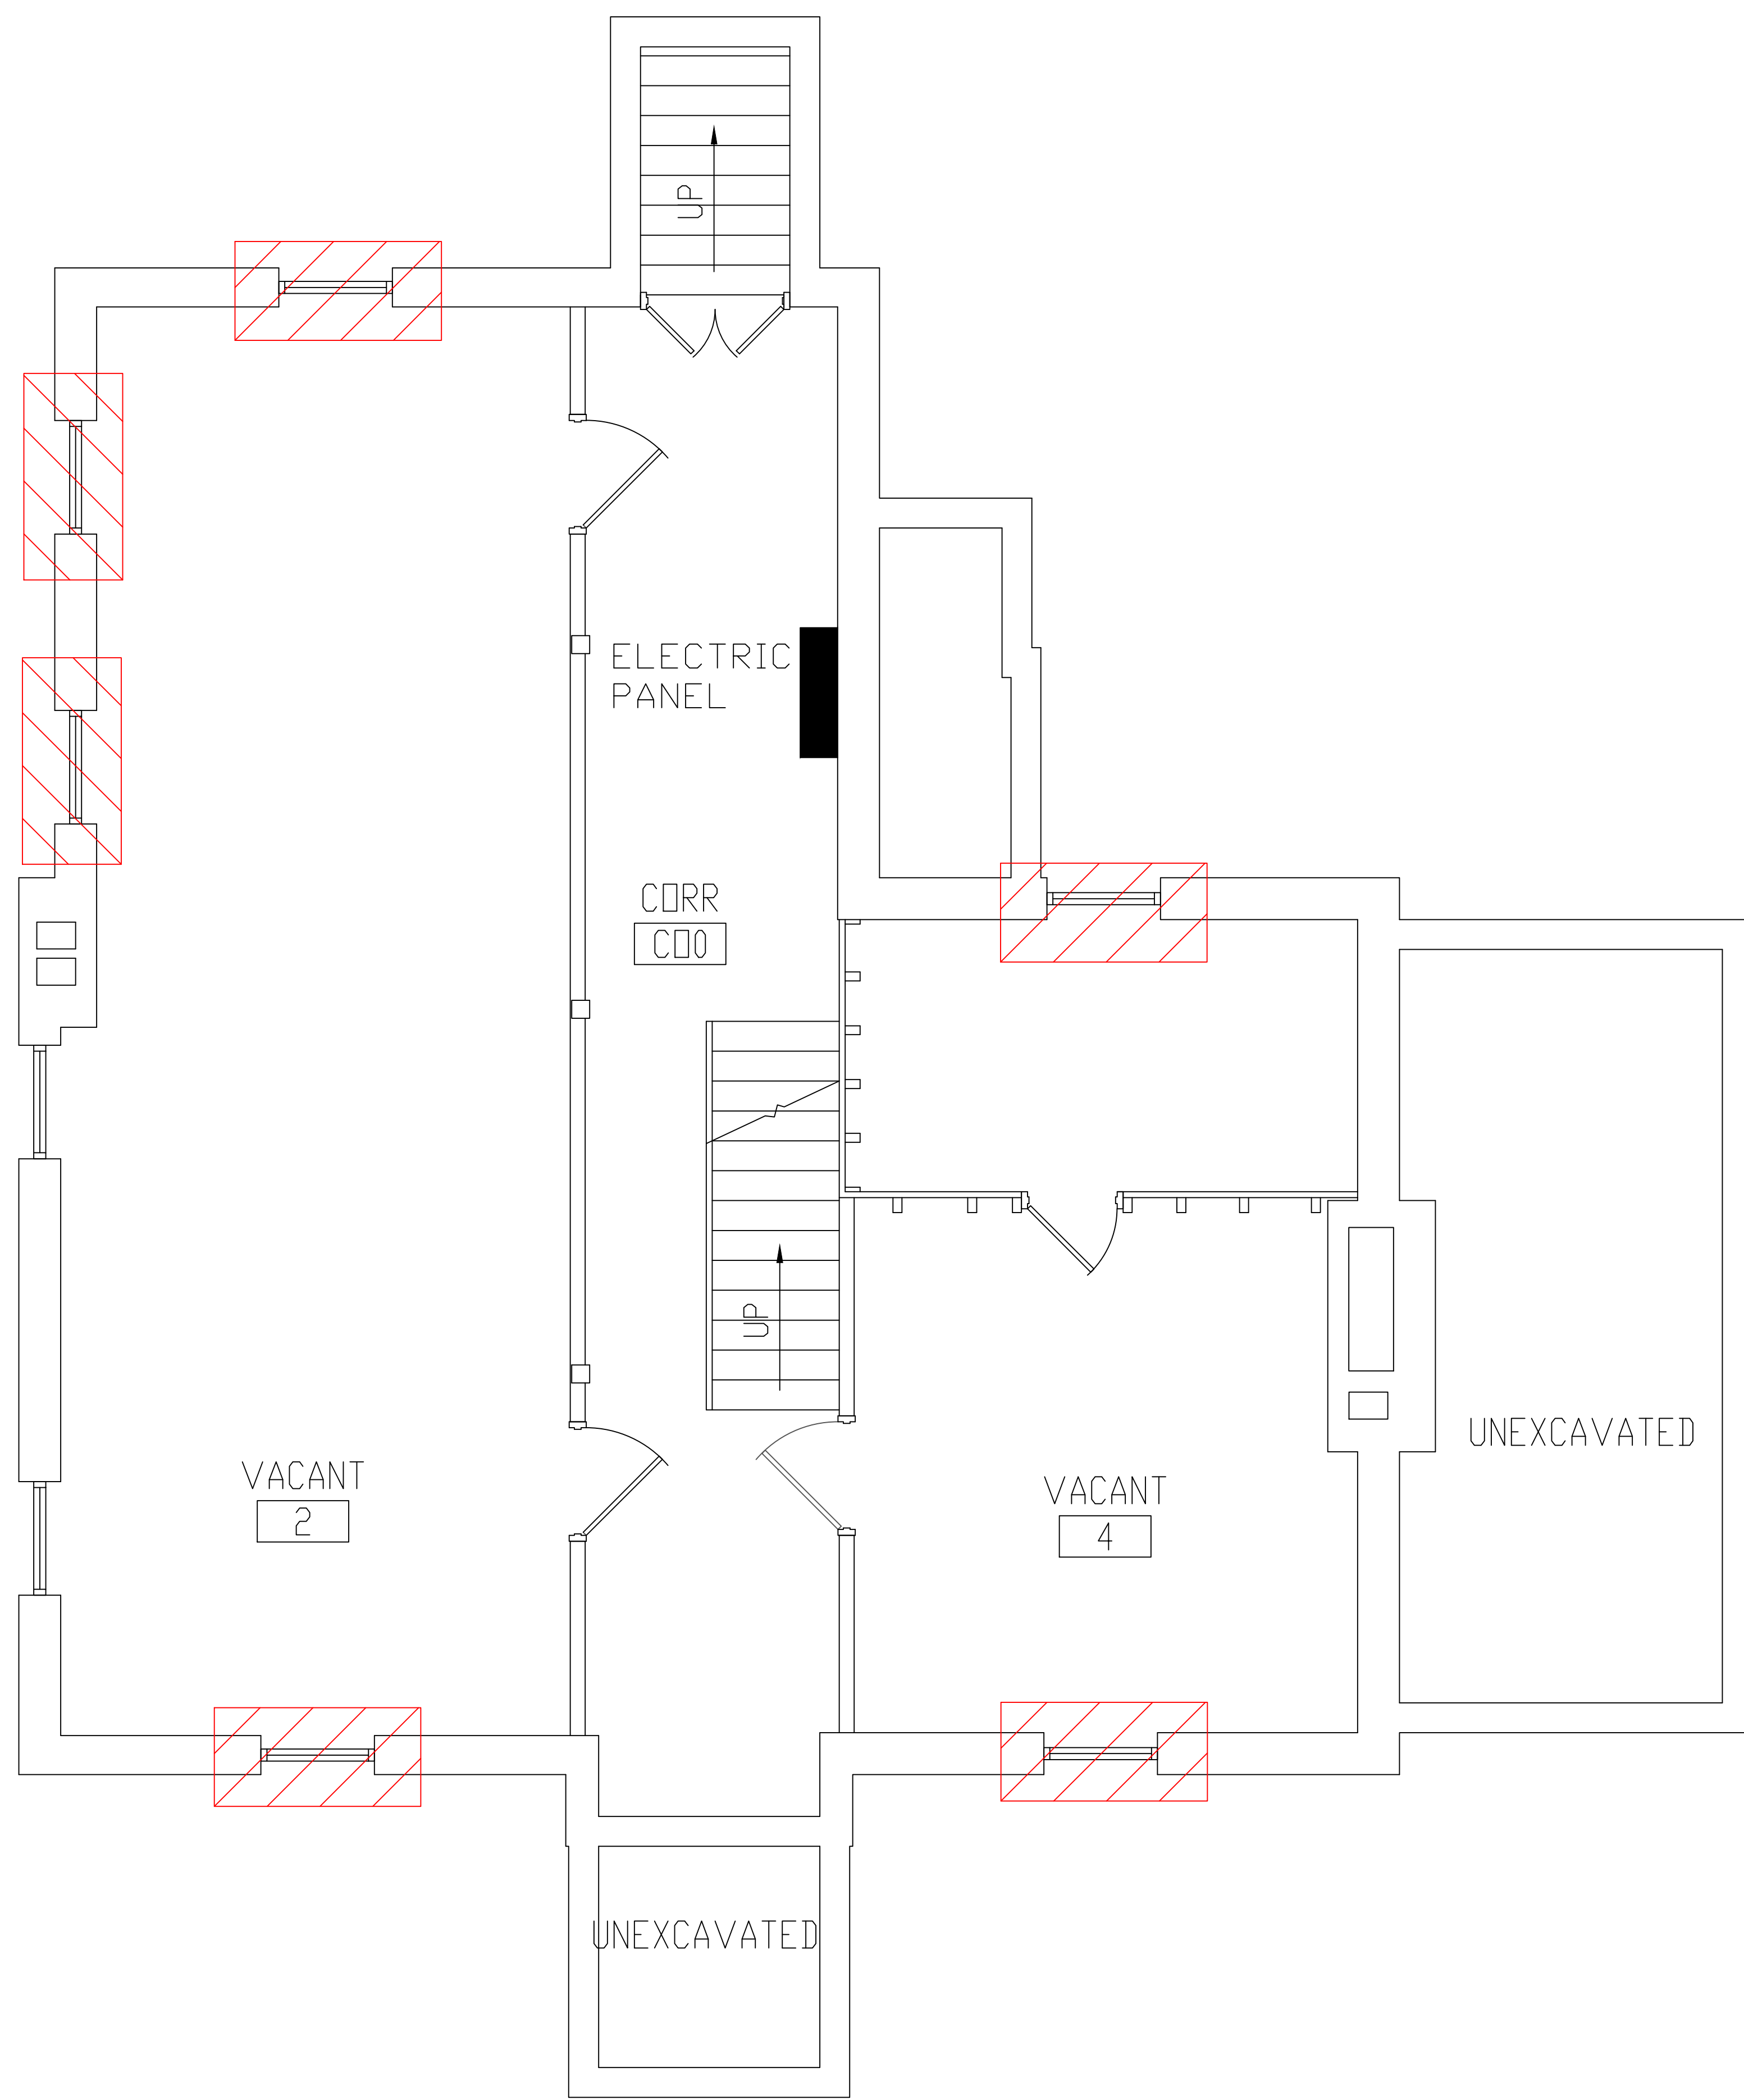 UP
ELECTRIC
PANEL
CORR
C00
UP
UNEXCAVATED
VACANT
2
VACANT
4
UNEXCAVATED